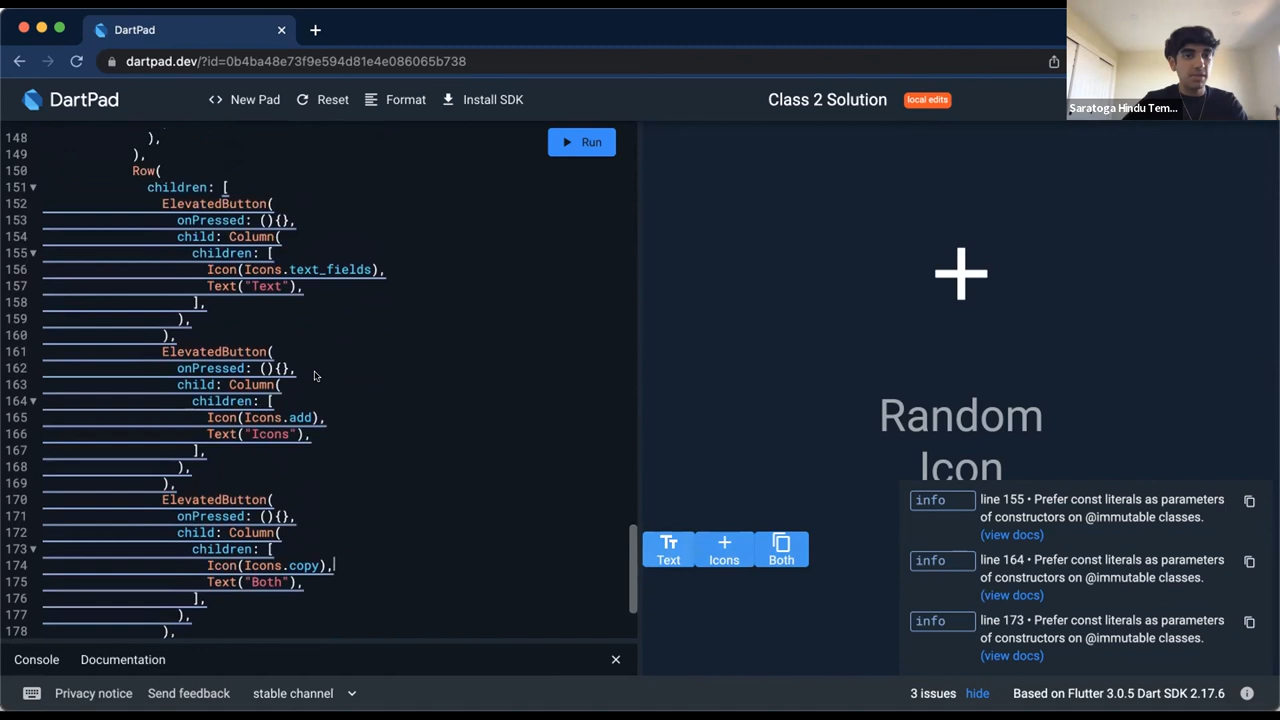 DartPad
dartpad.dev/?id=0b4ba48e73f9e594d81e4e086065b738
Saratoga Hindu Tem...
DartPad
<> New Pad
Reset
Format
Install SDK
Class 2 Solution
local edits
Run
148 ),
149 ),
150 Row(
151 children: [
152 ElevatedButton(
153 onPressed: (){},
154 child: Column(
155 children: [
156 Icon(Icons.text_fields),
157 Text("Text"),
158 ],
159 ),
160 ),
161 ElevatedButton(
162 onPressed: (){},
163 child: Column(
164 children: [
165 Icon(Icons.add),
166 Text("Icons"),
167 ],
168 ),
169 ),
170 ElevatedButton(
171 onPressed: (){},
172 child: Column(
173 children: [
174 Icon(Icons.copy),
175 Text("Both"),
176 ],
177 ),
178 ),
Random
Icon
Tт
Text
Icons
Both
info line 155 • Prefer const literals as parameters
of constructors on @immutable classes.
(view docs)
info line 164 • Prefer const literals as parameters
of constructors on @immutable classes.
(view docs)
info line 173 • Prefer const literals as parameters
of constructors on @immutable classes.
(view docs)
Console
Documentation
Privacy notice
Send feedback
stable channel
3 issues hide
Based on Flutter 3.0.5 Dart SDK 2.17.6